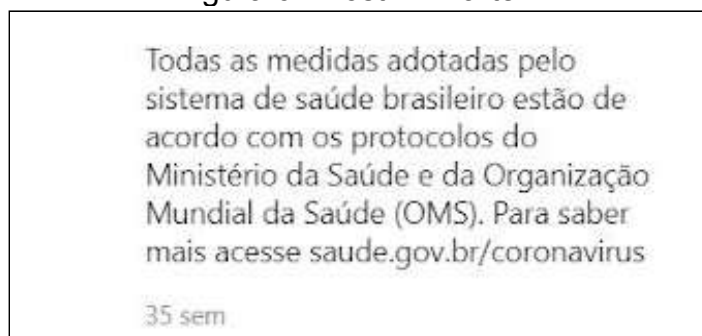 Todas as medidas adotadas pelo
sistema de saúde brasileiro estão de
acordo com os protocolos do
Ministério da Saúde e da Organização
Mundial da Saúde (OMS). Para saber
mais acesse saude.gov.br/coronavirus
35 sem